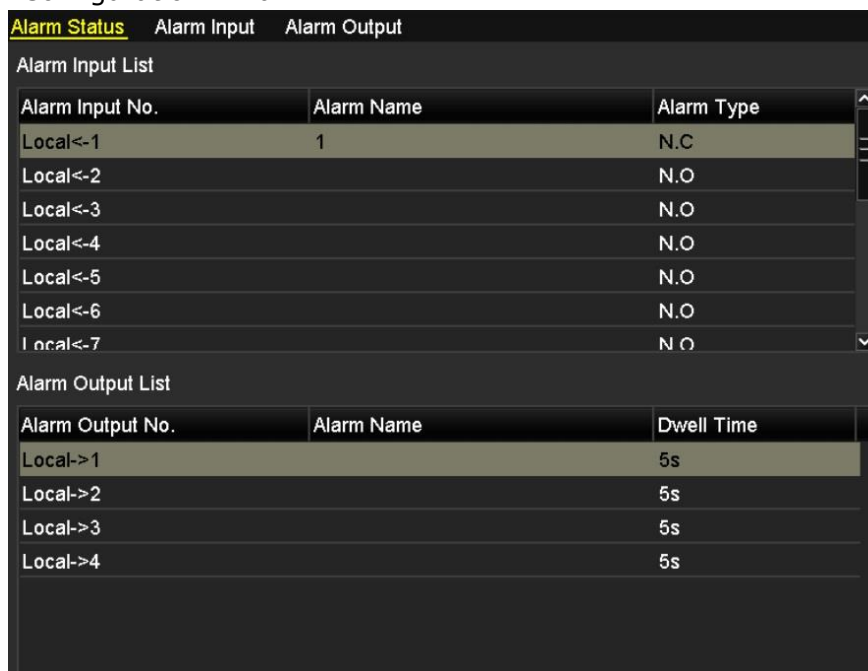 Alarm Status Alarm Input Alarm Output
Alarm Input List
Alarm Input No. Alarm Name Alarm Type
Local<-1 1 N.C
Local<-2 N.O
Local<-3 N.O
Local<-4 N.O
Local<-5 N.O
Local<-6 N.O
Local<-7 N.O
Alarm Output List
Alarm Output No. Alarm Name Dwell Time
Local->1 5s
Local->2 5s
Local->3 5s
Local->4 5s